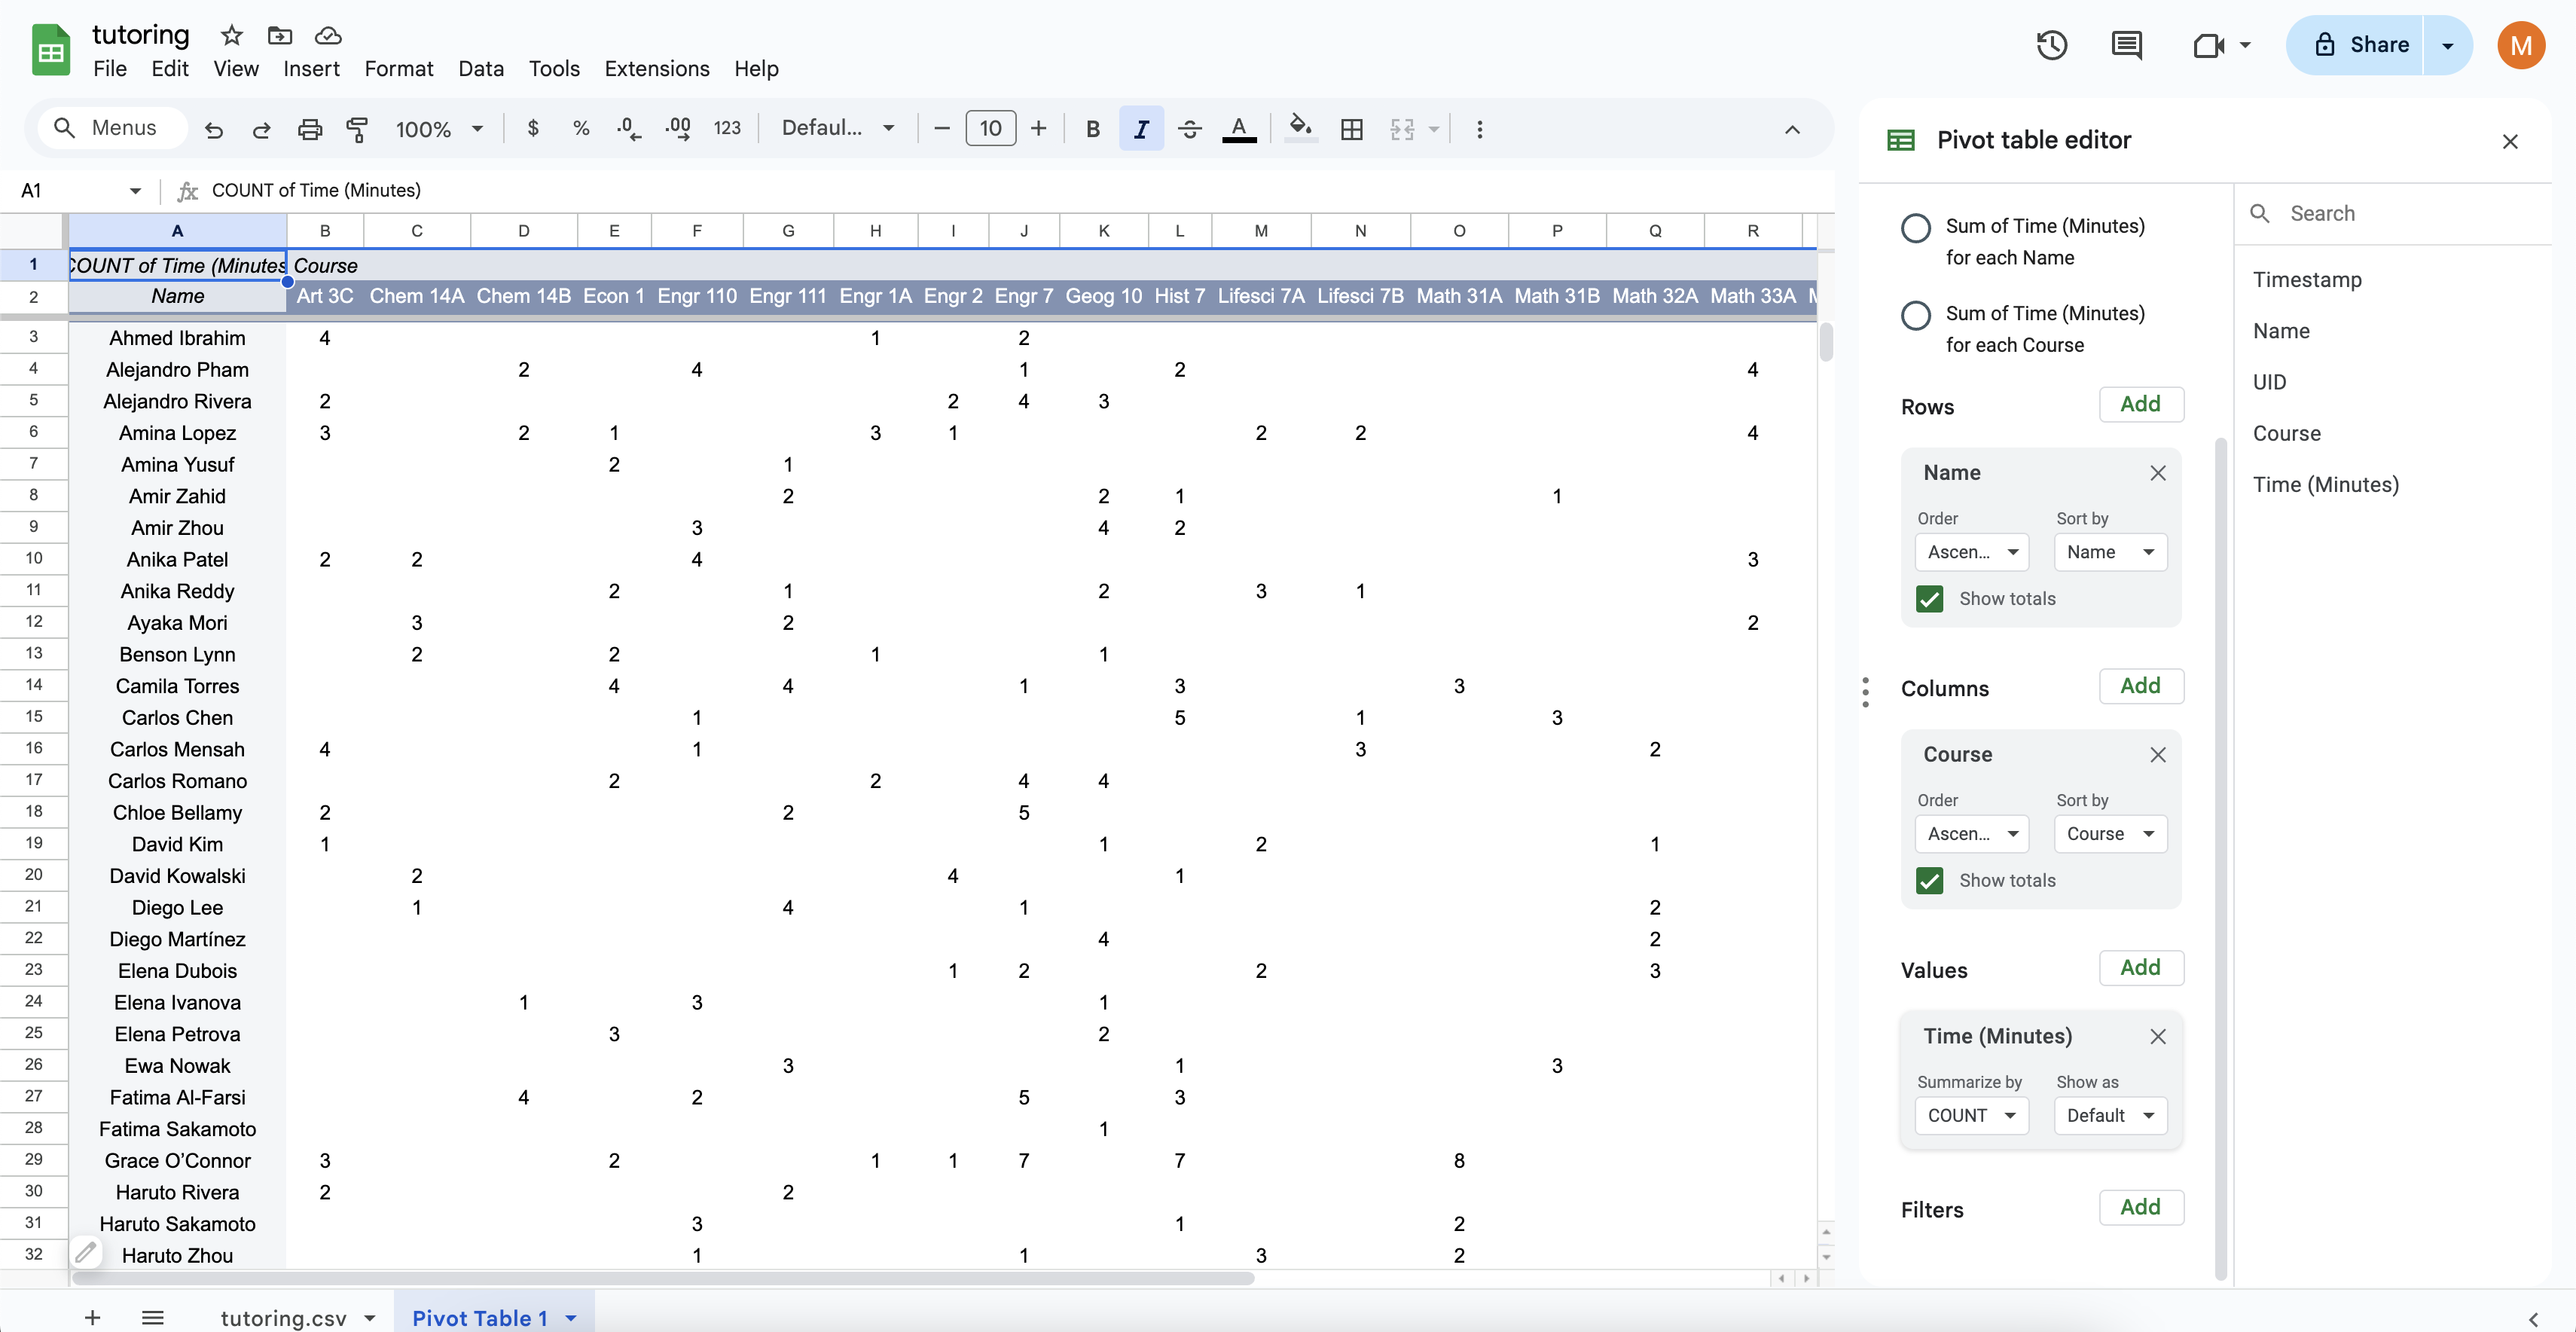 tutoring
File Edit View Insert Format Data Tools Extensions Help
Share
M
Menus 100% $ % .0 .00 123 Defaul... 10 B I A
A1 fx COUNT of Time (Minutes)
A B C D E F G H I J K L M N O P Q R
1 COUNT of Time (Minutes Course
2 Name Art 3C Chem 14A Chem 14B Econ 1 Engr 110 Engr 111 Engr 1A Engr 2 Engr 7 Geog 10 Hist 7 Lifesci 7A Lifesci 7B Math 31A Math 31B Math 32A Math 33A
3 Ahmed Ibrahim 4 1 2
4 Alejandro Pham 2 4 1 2 4
5 Alejandro Rivera 2 2 4 3
6 Amina Lopez 3 2 1 3 1 2 2 4
7 Amina Yusuf 2 1
8 Amir Zahid 2 2 1 1
9 Amir Zhou 3 4 2
10 Anika Patel 2 2 4 3
11 Anika Reddy 2 1 2 3 1
12 Ayaka Mori 3 2 2
13 Benson Lynn 2 2 1 1
14 Camila Torres 4 4 1 3 3
15 Carlos Chen 1 5 1 3
16 Carlos Mensah 4 1 3 2
17 Carlos Romano 2 2 4 4
18 Chloe Bellamy 2 2 5
19 David Kim 1 1 2 1
20 David Kowalski 2 4 1
21 Diego Lee 1 4 1 2
22 Diego Martínez 4 2
23 Elena Dubois 1 2 2 3
24 Elena Ivanova 1 3 1
25 Elena Petrova 3 2
26 Ewa Nowak 3 1 3
27 Fatima Al-Farsi 4 2 5 3
28 Fatima Sakamoto 1
29 Grace O’Connor 3 2 1 1 7 7 8
30 Haruto Rivera 2 2
31 Haruto Sakamoto 3 1 2
32 Haruto Zhou 1 1 3 2
tutoring.csv Pivot Table 1
Pivot table editor
Sum of Time (Minutes)
for each Name
Sum of Time (Minutes)
for each Course
Rows Add
Name
Order Sort by
Ascen... Name
Show totals
Columns Add
Course
Order Sort by
Ascen... Course
Show totals
Values Add
Time (Minutes)
Summarize by Show as
COUNT Default
Filters Add
Search
Timestamp
Name
UID
Course
Time (Minutes)